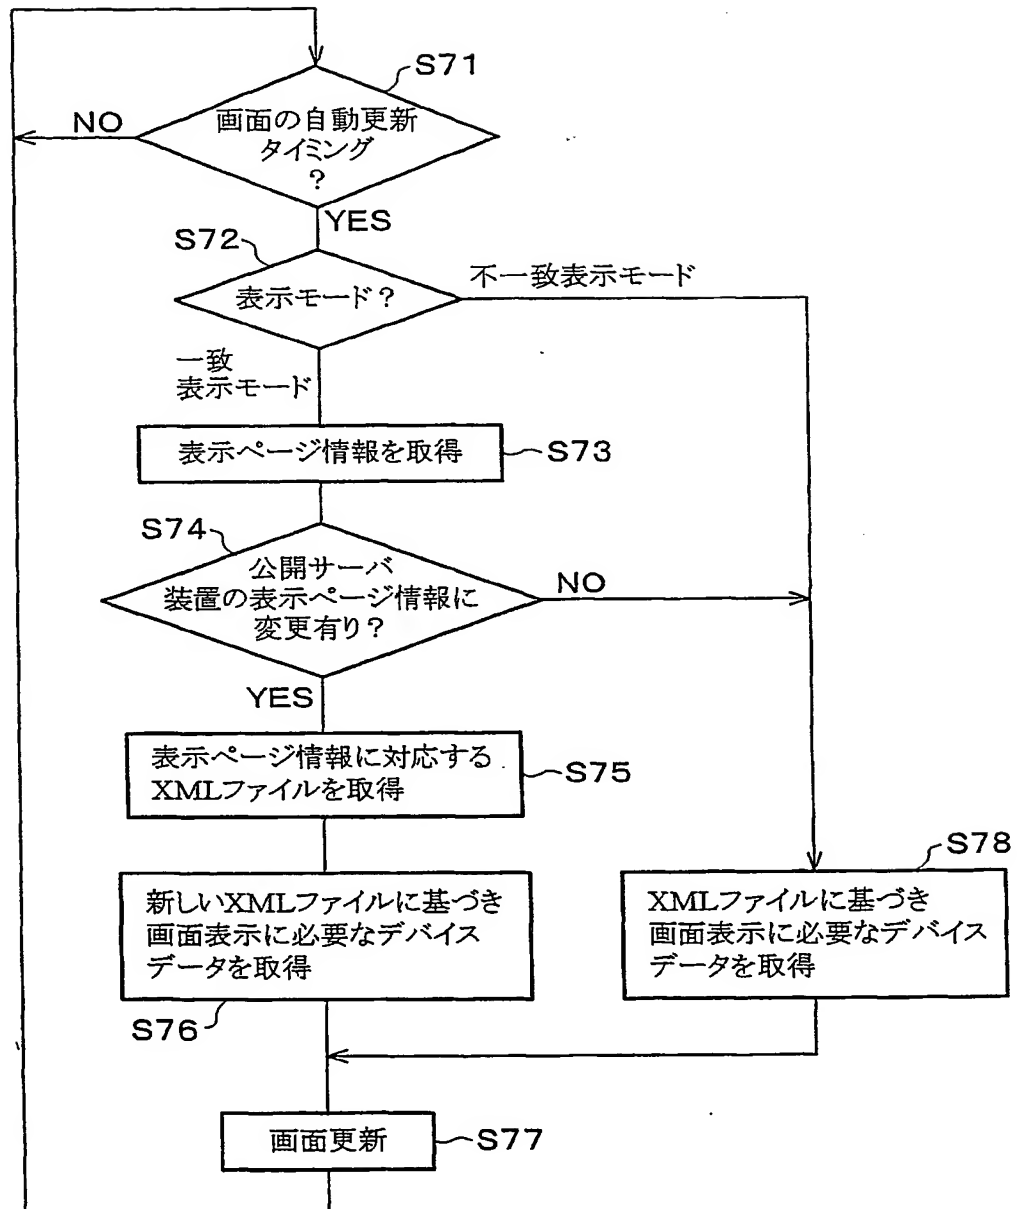 S71
画面の自動更新
タイミング
?
NO
YES
S72
表示モード?
不一致表示モード
一致
表示モード
表示ページ情報を取得
S73
S74
公開サーバ
装置の表示ページ情報に
変更有り?
NO
YES
表示ページ情報に対応する
XMLファイルを取得
S75
新しいXMLファイルに基づき
画面表示に必要なデバイス
データを取得
S76
S78
XMLファイルに基づき
画面表示に必要なデバイス
データを取得
画面更新
S77